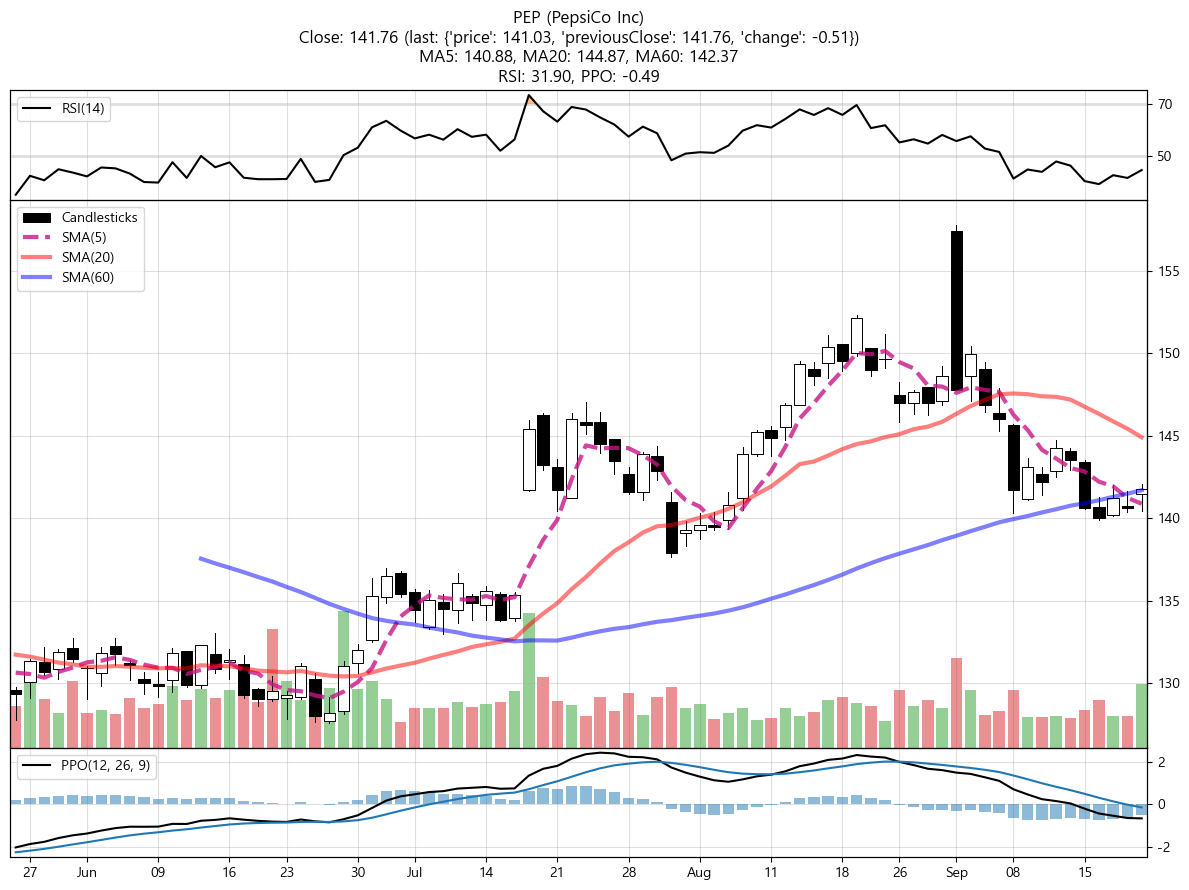 PEP (PepsiCo Inc)
Close: 141.76 (last: {'price': 141.03, 'previousClose': 141.76, 'change': -0.51})
MA5: 140.88, MA20: 144.87, MA60: 142.37
RSI: 31.90, PPO: -0.49
RSI(14)
70
50
Candlesticks
SMA(5)
SMA(20)
SMA(60)
155
150
145
140
135
130
PPO(12, 26, 9)
2
0
-2
27 Jun 09 16 23 Jul 14 21 28 Aug 11 18 26 Sep 08 15